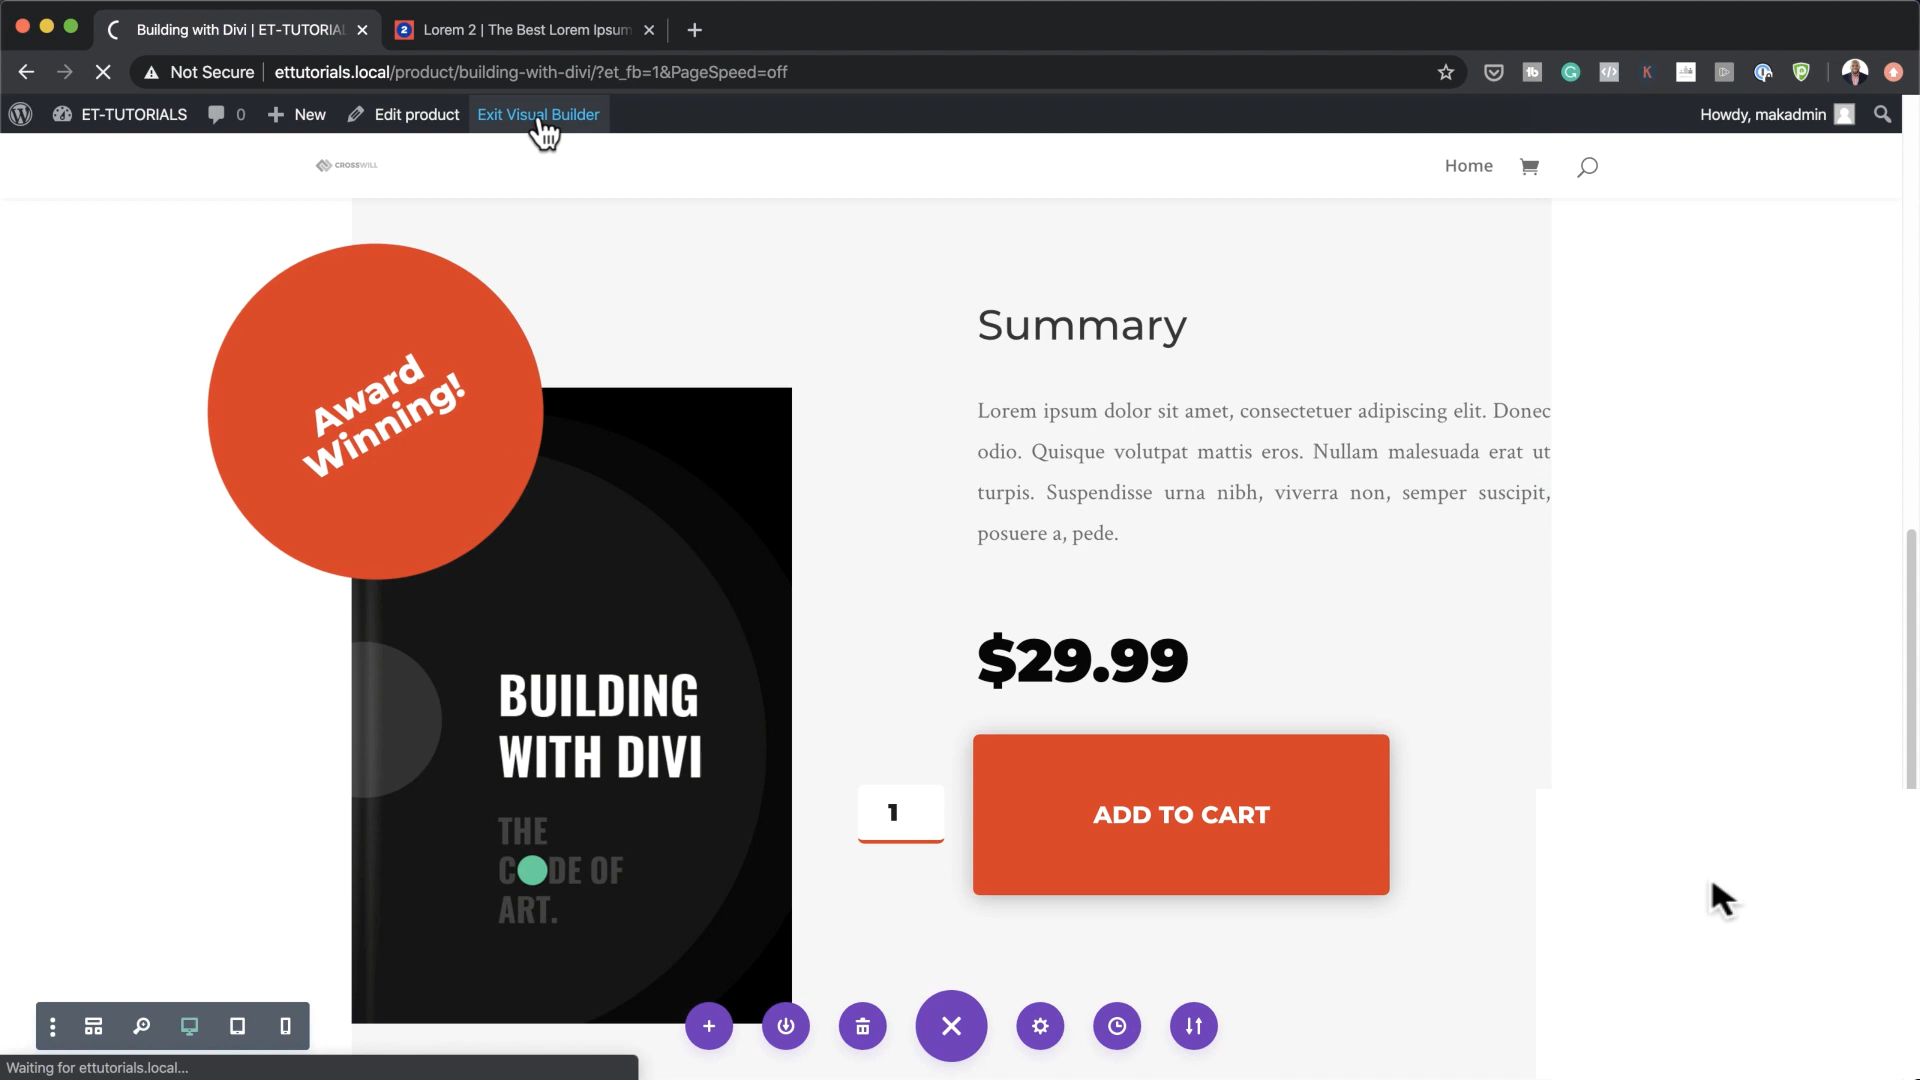 Building with Divi | ET-TUTORIAL
Lorem 2 | The Best Lorem Ipsum
Not Secure
ettutorials.local/product/building-with-divi/?et_fb=1&PageSpeed=off
ET-TUTORIALS
0
New
Edit product
Exit Visual Builder
Howdy, makadmin
CROSSWILL
Home
Award
Winning!
Summary
Lorem ipsum dolor sit amet, consectetuer adipiscing elit. Donec
odio. Quisque volutpat mattis eros. Nullam malesuada erat ut
turpis. Suspendisse urna nibh, viverra non, semper suscipit,
posuere a, pede.
$29.99
BUILDING
WITH DIVI
THE
CODE OF
ART.
1
ADD TO CART
Waiting for ettutorials.local...